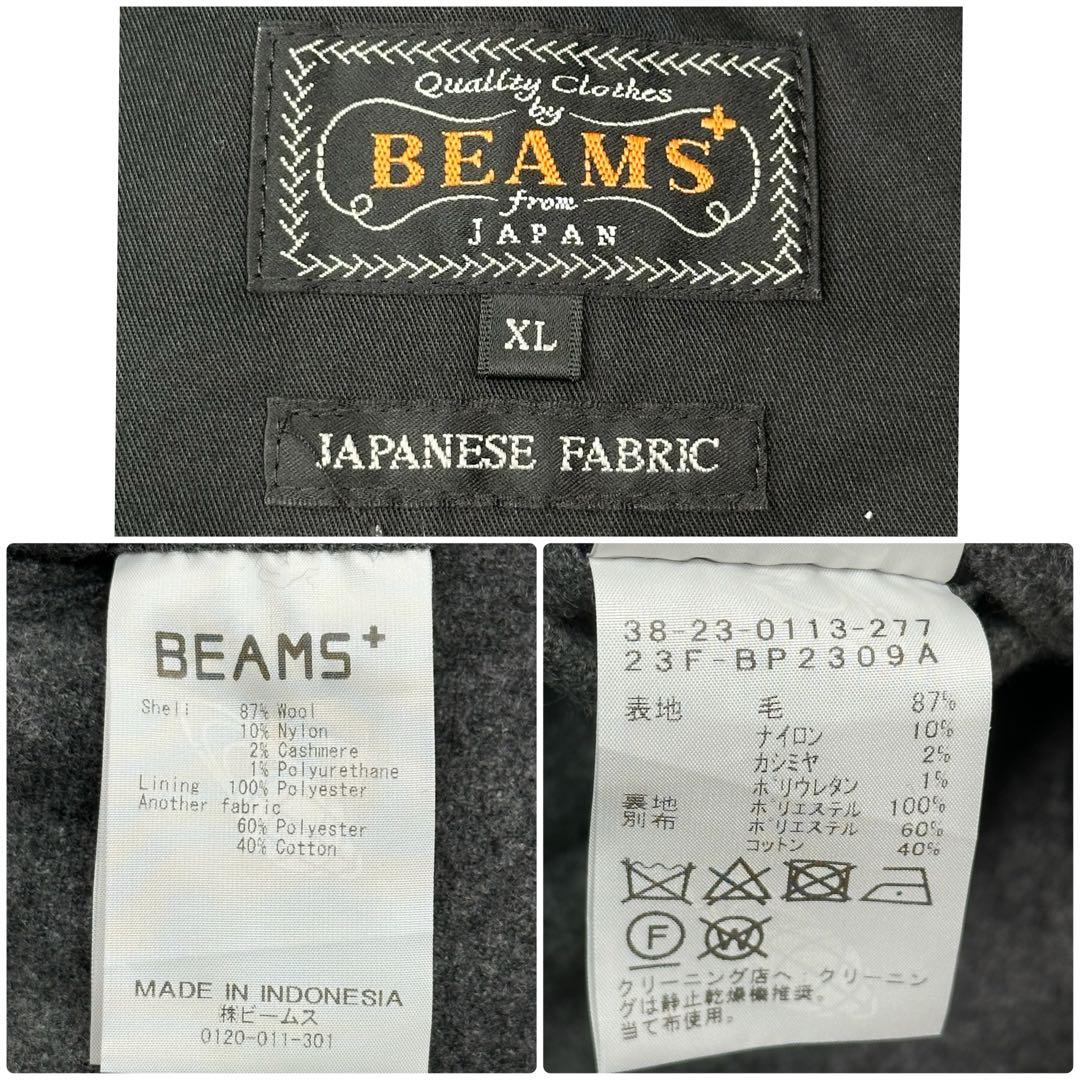 Quality Clothes
by
BEAMS+
from
JAPAN
XL
JAPANESE FABRIC
BEAMS+
Shell 87% Wool
10% Nylon
2% Cashmere
1% Polyurethane
Lining 100% Polyester
Another fabric
60% Polyester
40% Cotton
MADE IN INDONESIA
㈱ビームス
0120-011-301
38-23-0113-277
23F-BP2309A
表地 毛 87%
ナイロン 10%
カシミヤ 2%
ポリウレタン 1%
裏地 ポリエステル 100%
別布 ポリエステル 60%
コットン 40%
F W
クリーニング店へ クリーニン
グは静止乾燥機推奨。
当て布使用。